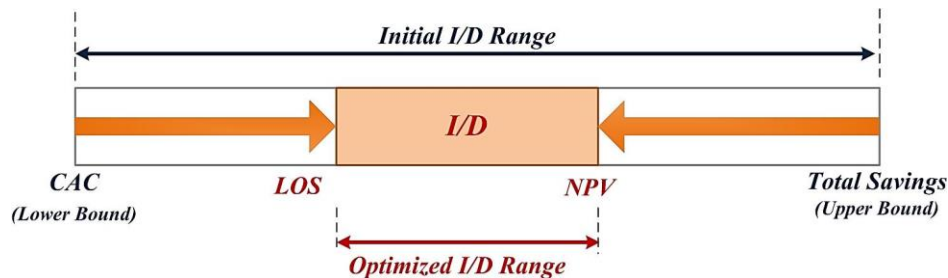 Initial I/D Range
I/D
CAC
(Lower Bound)
LOS
NPV
Total Savings
(Upper Bound)
Optimized I/D Range